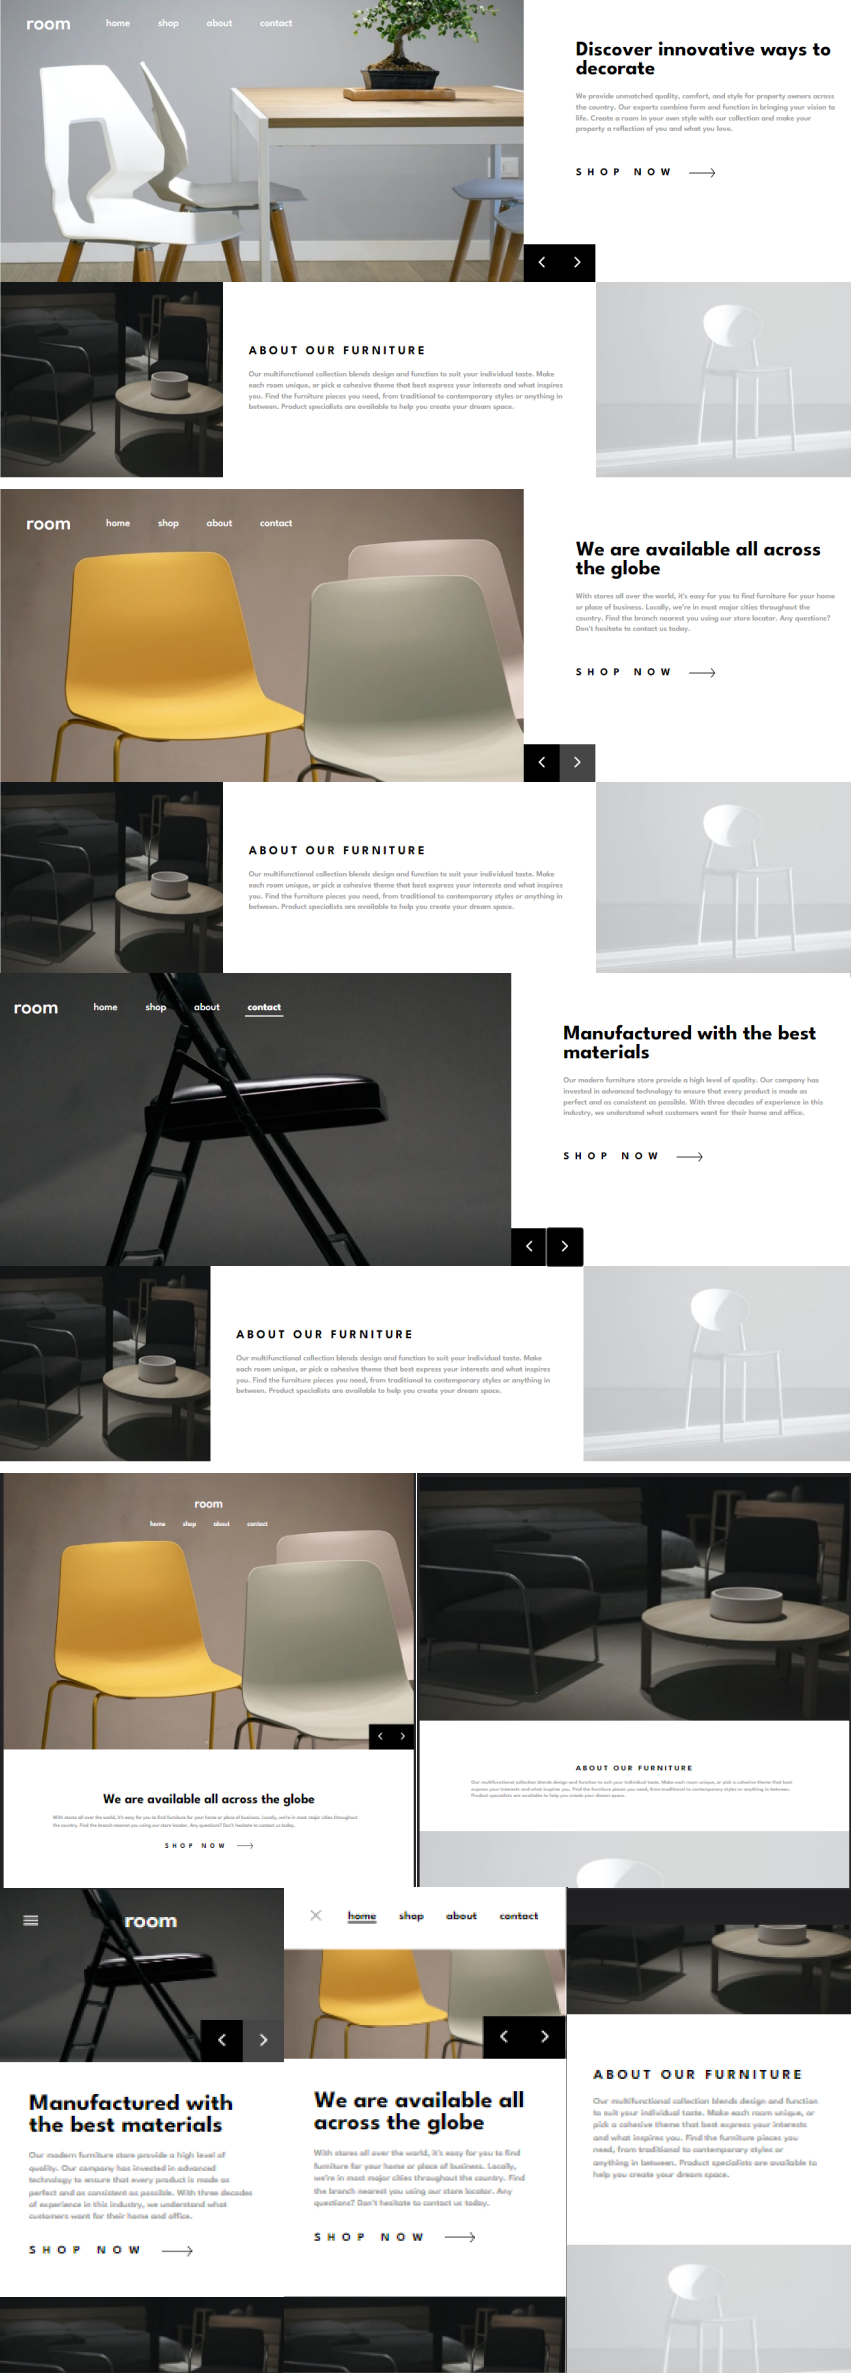 room home shop about contact
Discover innovative ways to
decorate
We provide unmatched quality, comfort, and style for property owners across
the country. Our experts combine form and function in bringing your vision to
life. Create a room in your own style with our collection and make your
property a reflection of you and what you love.
SHOP NOW
ABOUT OUR FURNITURE
Our multifunctional collection blends design and function to suit your individual taste. Make
each room unique, or pick a cohesive theme that best express your interests and what inspires
you. Find the furniture pieces you need, from traditional to contemporary styles or anything in
between. Product specialists are available to help you create your dream space.
room home shop about contact
We are available all across
the globe
With stores all over the world, it's easy for you to find furniture for your home
or place of business. Locally, we're in most major cities throughout the
country. Find the branch nearest you using our store locator. Any questions?
Don't hesitate to contact us today.
SHOP NOW
ABOUT OUR FURNITURE
Our multifunctional collection blends design and function to suit your individual taste. Make
each room unique, or pick a cohesive theme that best express your interests and what inspires
you. Find the furniture pieces you need, from traditional to contemporary styles or anything in
between. Product specialists are available to help you create your dream space.
room home shop about contact
Manufactured with the best
materials
Our modern furniture store provide a high level of quality. Our company has
invested in advanced technology to ensure that every product is made as
perfect and as consistent as possible. With three decades of experience in this
industry, we understand what customers want for their home and office.
SHOP NOW
ABOUT OUR FURNITURE
Our multifunctional collection blends design and function to suit your individual taste. Make
each room unique, or pick a cohesive theme that best express your interests and what inspires
you. Find the furniture pieces you need, from traditional to contemporary styles or anything in
between. Product specialists are available to help you create your dream space.
room
home shop about contact
We are available all across the globe
With stores all over the world, it's easy for you to find furniture for your home or place of business. Locally, we're in most major cities throughout
the country. Find the branch nearest you using our store locator. Any questions? Don't hesitate to contact us today.
SHOP NOW
ABOUT OUR FURNITURE
Our multifunctional collection blends design and function to suit your individual taste. Make each room unique, or pick a cohesive theme that best
express your interests and what inspires you. Find the furniture pieces you need, from traditional to contemporary styles or anything in between.
Product specialists are available to help you create your dream space.
room
Manufactured with
the best materials
Our modern furniture store provide a high level of
quality. Our company has invested in advanced
technology to ensure that every product is made as
perfect and as consistent as possible. With three decades
of experience in this industry, we understand what
customers want for their home and office.
SHOP NOW
home shop about contact
We are available all
across the globe
With stores all over the world, it's easy for you to find
furniture for your home or place of business. Locally,
we're in most major cities throughout the country. Find
the branch nearest you using our store locator. Any
questions? Don't hesitate to contact us today.
SHOP NOW
ABOUT OUR FURNITURE
Our multifunctional collection blends design and function
to suit your individual taste. Make each room unique, or
pick a cohesive theme that best express your interests
and what inspires you. Find the furniture pieces you
need, from traditional to contemporary styles or
anything in between. Product specialists are available to
help you create your dream space.